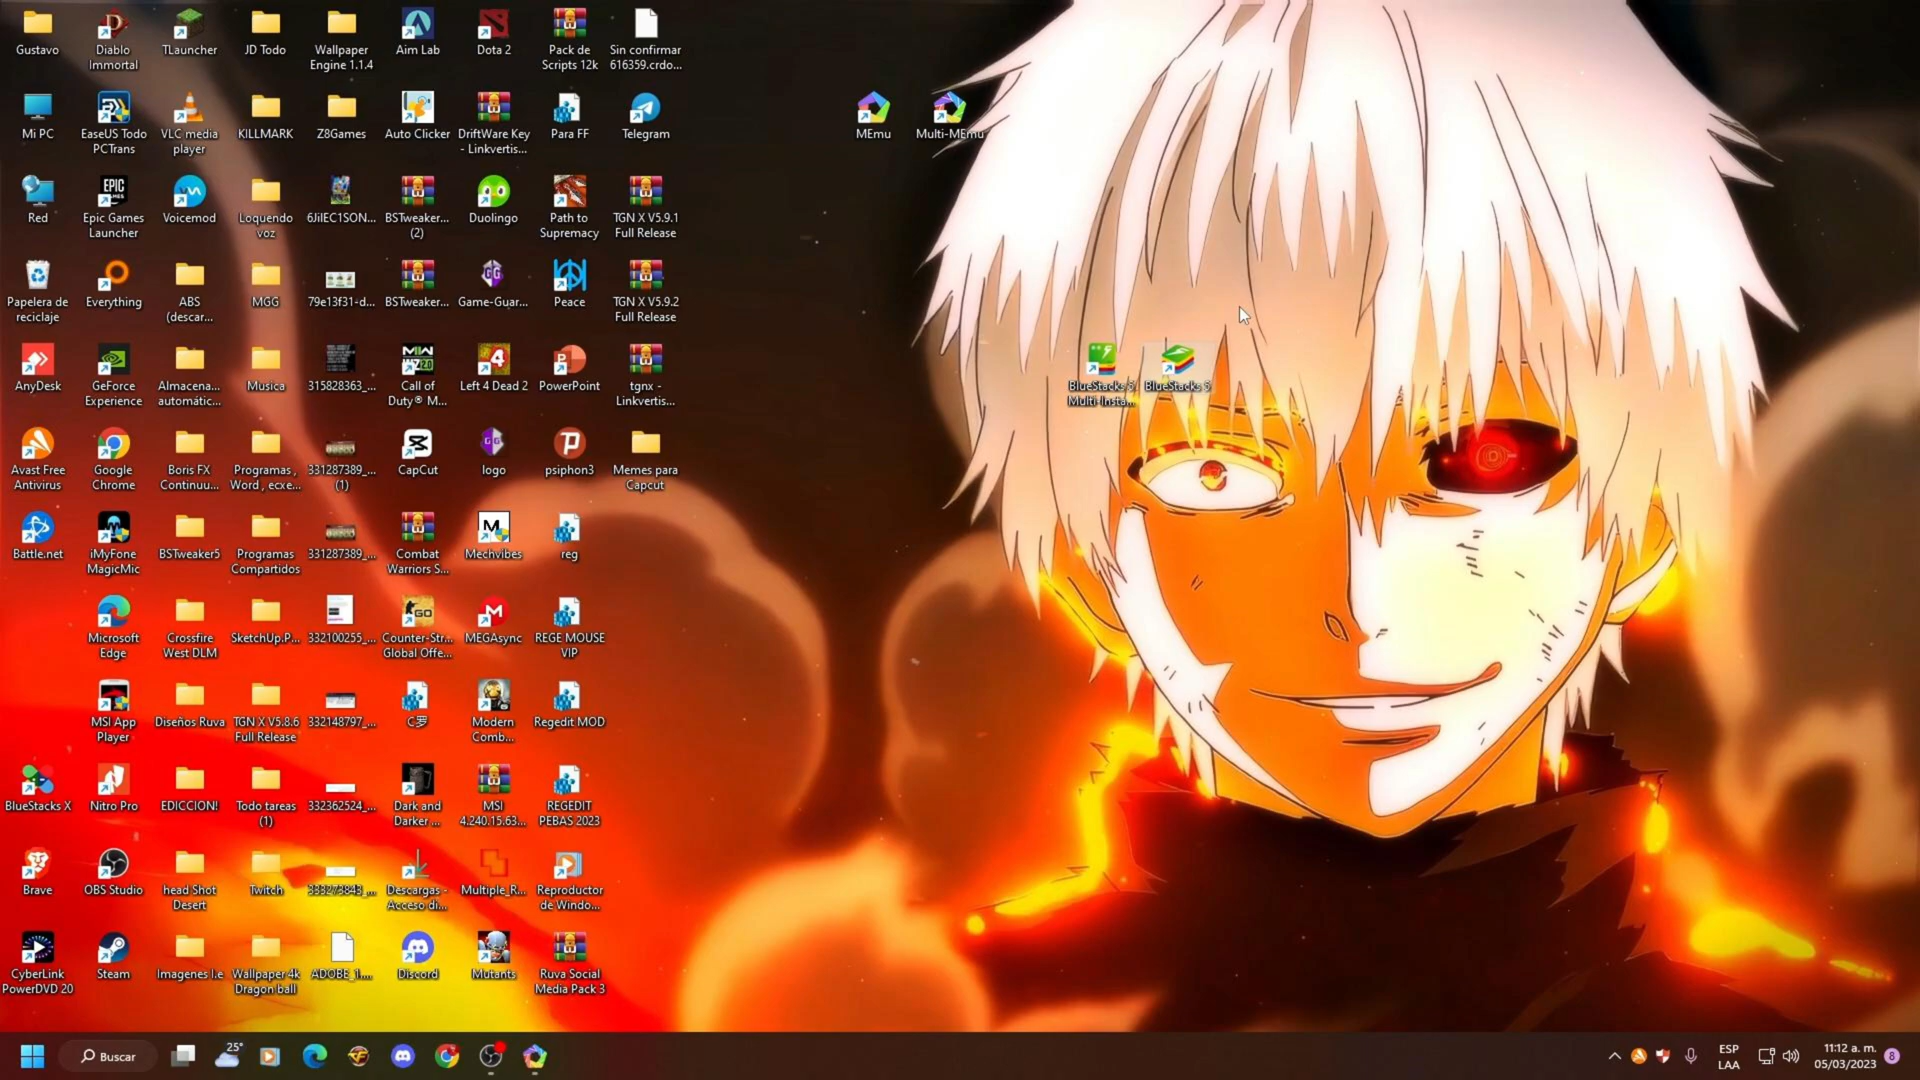 Gustavo
Diablo
Immortal
TLauncher
JD Todo
Wallpaper
Engine 1.1.4
Aim Lab
Dota 2
Pack de
Scripts 12k
Sin confirmar
616359.crdo...
Mi PC
EaseUS Todo
PCTrans
VLC media
player
KILLMARK
Z8Games
Auto Clicker
DriftWare Key
- Linkvertis...
Para FF
Telegram
MEmu
Multi-MEmu
Red
EPIC
GAMES
Epic Games
Launcher
Voicemod
Loquendo
voz
6JilEC1SON...
BSTweaker...
(2)
Duolingo
Path to
Supremacy
TGN X V5.9.1
Full Release
Papelera de
reciclaje
Everything
ABS
(descar...
MGG
79e13f31-d...
BSTweaker...
Game-Guar...
Peace
TGN X V5.9.2
Full Release
AnyDesk
GeForce
Experience
Almacena...
automátic...
Musica
315828363_...
Call of
Duty® M...
Left 4 Dead 2
PowerPoint
tgnx -
Linkvertis...
BlueStacks 5
Multi-Insta...
BlueStacks 5
Avast Free
Antivirus
Google
Chrome
Boris FX
Continuu...
Programas ,
Word , ecxe...
331287389_...
(1)
CapCut
logo
psiphon3
Memes para
Capcut
Battle.net
iMyFone
MagicMic
BSTweaker5
Programas
Compartidos
331287389_...
Combat
Warriors S...
Mechvibes
reg
Microsoft
Edge
Crossfire
West DLM
SketchUp.P...
332100255_...
Counter-Str...
Global Offe...
MEGAsync
REGE MOUSE
VIP
MSI App
Player
Diseños Ruva
TGN X V5.8.6
Full Release
332148797_...
C罗
Modern
Comb...
Regedit MOD
BlueStacks X
Nitro Pro
EDICCION!
Todo tareas
(1)
332362524_...
Dark and
Darker ...
MSI
4.240.15.63...
REGEDIT
PEBAS 2023
Brave
OBS Studio
head Shot
Desert
Twitch
333273843_...
Descargas -
Acceso di...
Multiple_R...
Reproductor
de Windo...
CyberLink
PowerDVD 20
Steam
Imagenes l.e
Wallpaper 4k
Dragon ball
ADOBE_1....
Discord
Mutants
Ruva Social
Media Pack 3
Buscar
25°
ESP
LAA
11:12 a. m.
05/03/2023
8